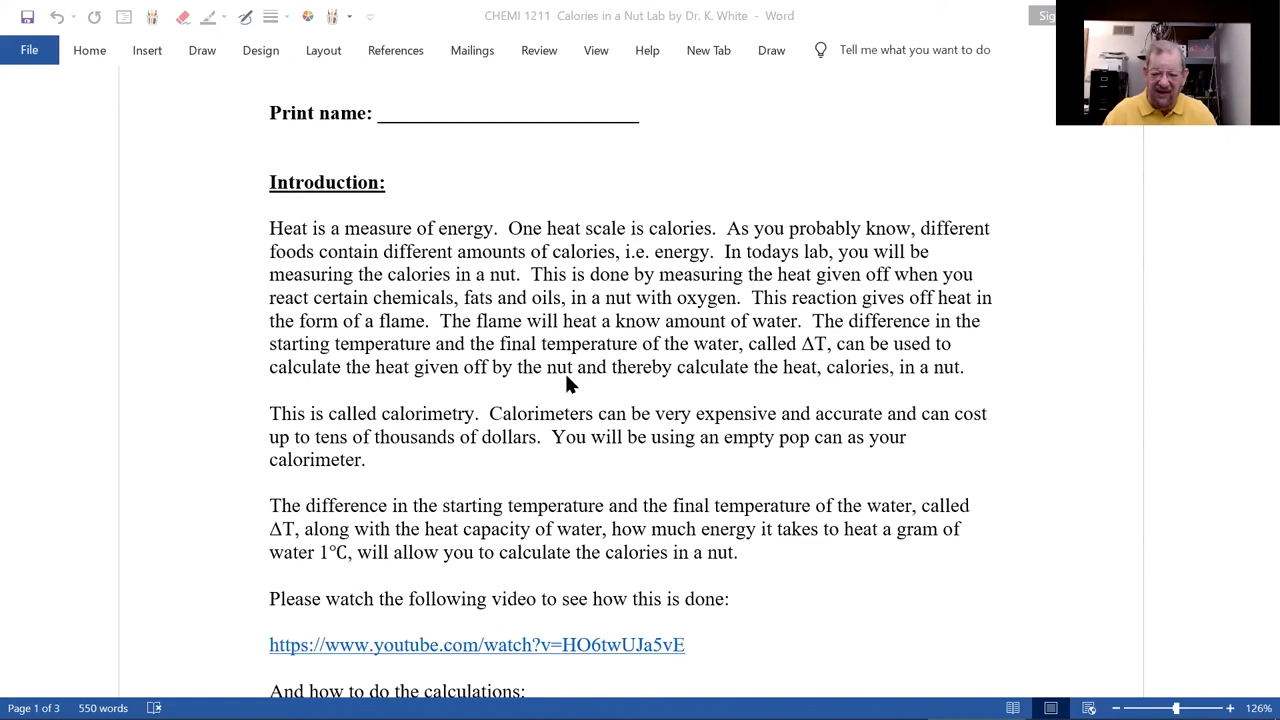 CHEMI 1211 Calories in a Nut Lab by Dr. K. White - Word
File Home Insert Draw Design Layout References Mailings Review View Help New Tab Draw Tell me what you want to do
Print name: ______________________
Introduction:
Heat is a measure of energy. One heat scale is calories. As you probably know, different
foods contain different amounts of calories, i.e. energy. In todays lab, you will be
measuring the calories in a nut. This is done by measuring the heat given off when you
react certain chemicals, fats and oils, in a nut with oxygen. This reaction gives off heat in
the form of a flame. The flame will heat a know amount of water. The difference in the
starting temperature and the final temperature of the water, called ΔT, can be used to
calculate the heat given off by the nut and thereby calculate the heat, calories, in a nut.
This is called calorimetry. Calorimeters can be very expensive and accurate and can cost
up to tens of thousands of dollars. You will be using an empty pop can as your
calorimeter.
The difference in the starting temperature and the final temperature of the water, called
ΔT, along with the heat capacity of water, how much energy it takes to heat a gram of
water 1°C, will allow you to calculate the calories in a nut.
Please watch the following video to see how this is done:
https://www.youtube.com/watch?v=HO6twUJa5vE
And how to do the calculations:
Page 1 of 3 550 words 126%